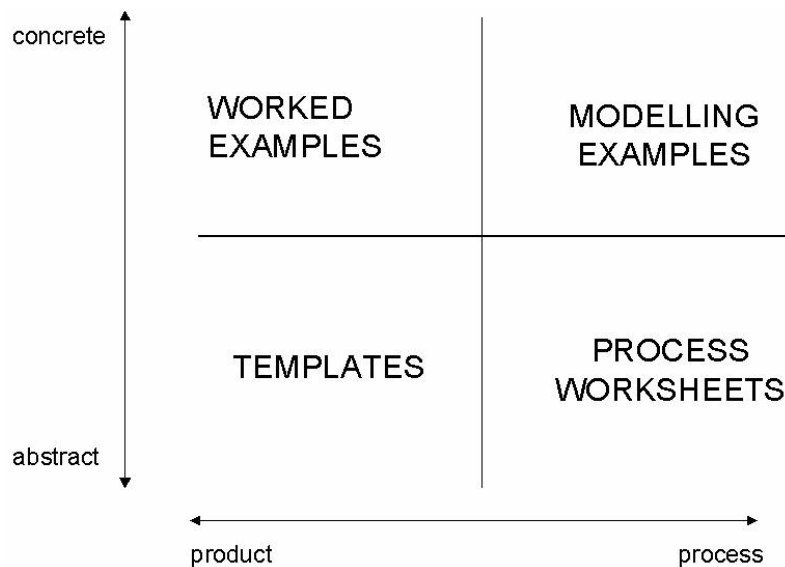 concrete
WORKED
EXAMPLES
MODELLING
EXAMPLES
TEMPLATES
PROCESS
WORKSHEETS
abstract
product
process